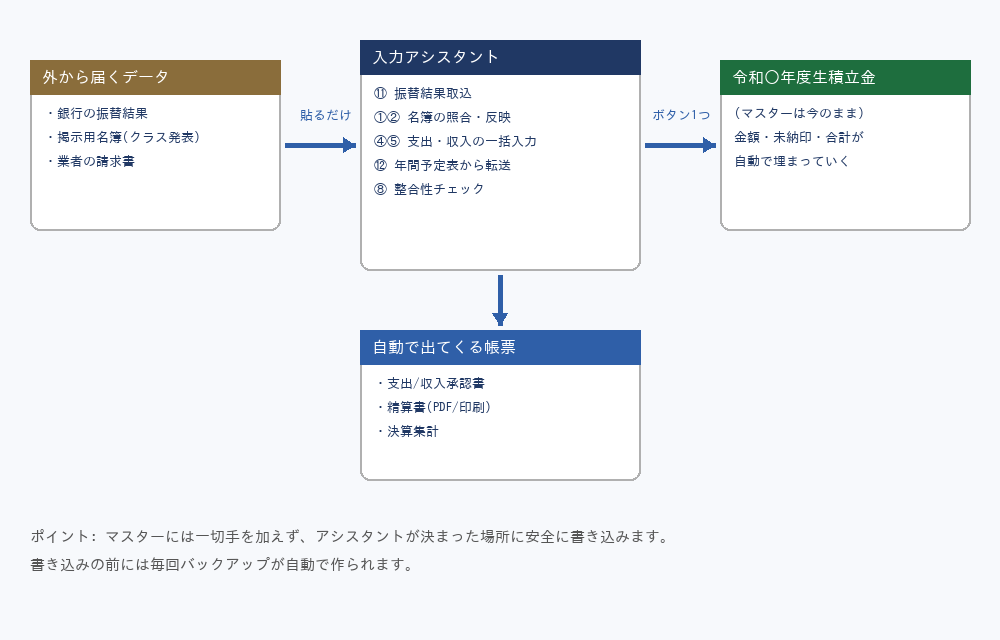 外から届くデータ
・銀行の振替結果
・掲示用名簿(クラス発表)
・業者の請求書
貼るだけ
入力アシスタント
⑪ 振替結果取込
①② 名簿の照合・反映
④⑤ 支出・収入の一括入力
⑫ 年間予定表から転送
⑧ 整合性チェック
ボタン1つ
令和〇年度生積立金
(マスターは今のまま)
金額・未納印・合計が
自動で埋まっていく
自動で出てくる帳票
・支出/収入承認書
・精算書(PDF/印刷)
・決算集計
ポイント: マスターには一切手を加えず、アシスタントが決まった場所に安全に書き込みます。
書き込みの前には毎回バックアップが自動で作られます。